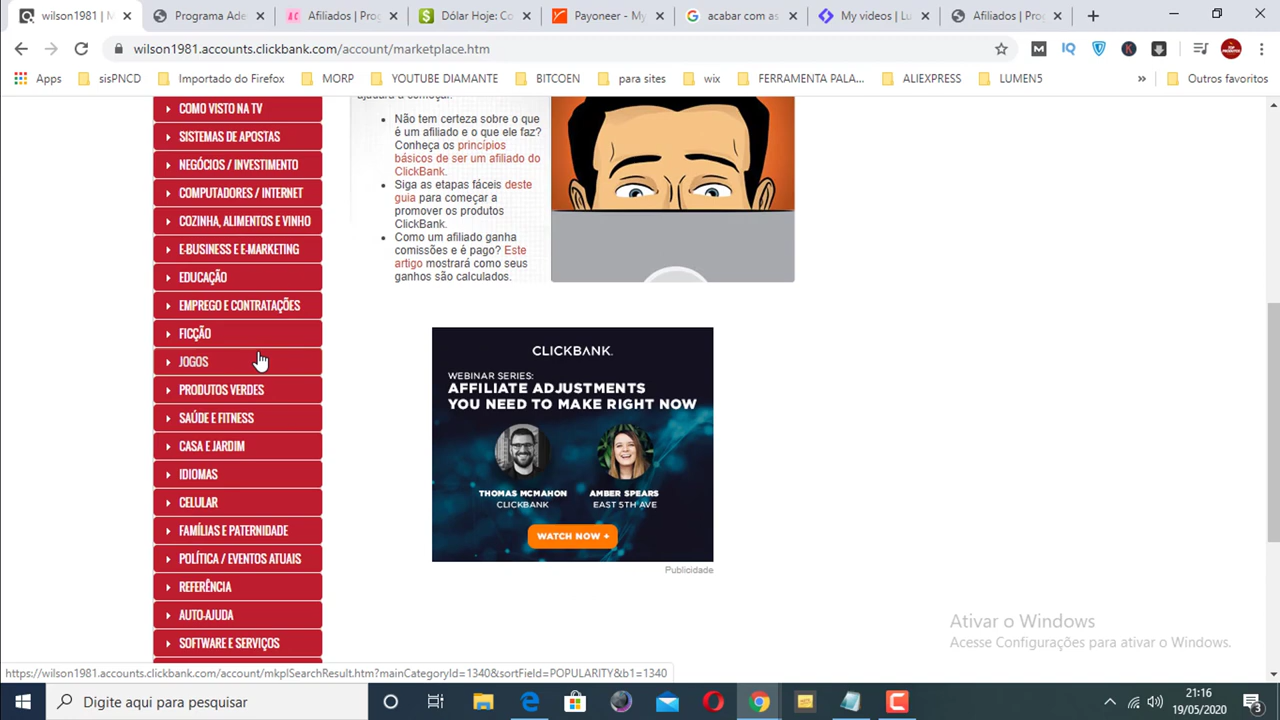 wilson1981 | M
Programa Ade
Afiliados | Prog
Dólar Hoje: Co
Payoneer - My
acabar com as
My videos | Lu
Afiliados | Prog
wilson1981.accounts.clickbank.com/account/marketplace.htm
Apps
sisPNCD
Importado do Firefox
MORP
YOUTUBE DIAMANTE
BITCOEN
para sites
wix
FERRAMENTA PALA...
ALIEXPRESS
LUMEN5
»
Outros favoritos
COMO VISTO NA TV
SISTEMAS DE APOSTAS
NEGÓCIOS / INVESTIMENTO
COMPUTADORES / INTERNET
COZINHA, ALIMENTOS E VINHO
E-BUSINESS E E-MARKETING
EDUCAÇÃO
EMPREGO E CONTRATAÇÕES
FICÇÃO
JOGOS
PRODUTOS VERDES
SAÚDE E FITNESS
CASA E JARDIM
IDIOMAS
CELULAR
FAMÍLIAS E PATERNIDADE
POLÍTICA / EVENTOS ATUAIS
REFERÊNCIA
AUTO-AJUDA
SOFTWARE E SERVIÇOS
ajudará a começar.
Não tem certeza sobre o que
é um afiliado e o que ele faz?
Conheça os princípios
básicos de ser um afiliado do
ClickBank.
Siga as etapas fáceis deste
guia para começar a
promover os produtos
ClickBank.
Como um afiliado ganha
comissões e é pago? Este
artigo mostrará como seus
ganhos são calculados.
CLICKBANK.
WEBINAR SERIES:
AFFILIATE ADJUSTMENTS
YOU NEED TO MAKE RIGHT NOW
THOMAS MCMAHON
CLICKBANK
AMBER SPEARS
EAST 5TH AVE
WATCH NOW +
Publicidade
Ativar o Windows
Acesse Configurações para ativar o Windows.
https://wilson1981.accounts.clickbank.com/account/mkplSearchResult.htm?mainCategoryId=1340&sortField=POPULARITY&b1=1340
Digite aqui para pesquisar
21:16
19/05/2020
3